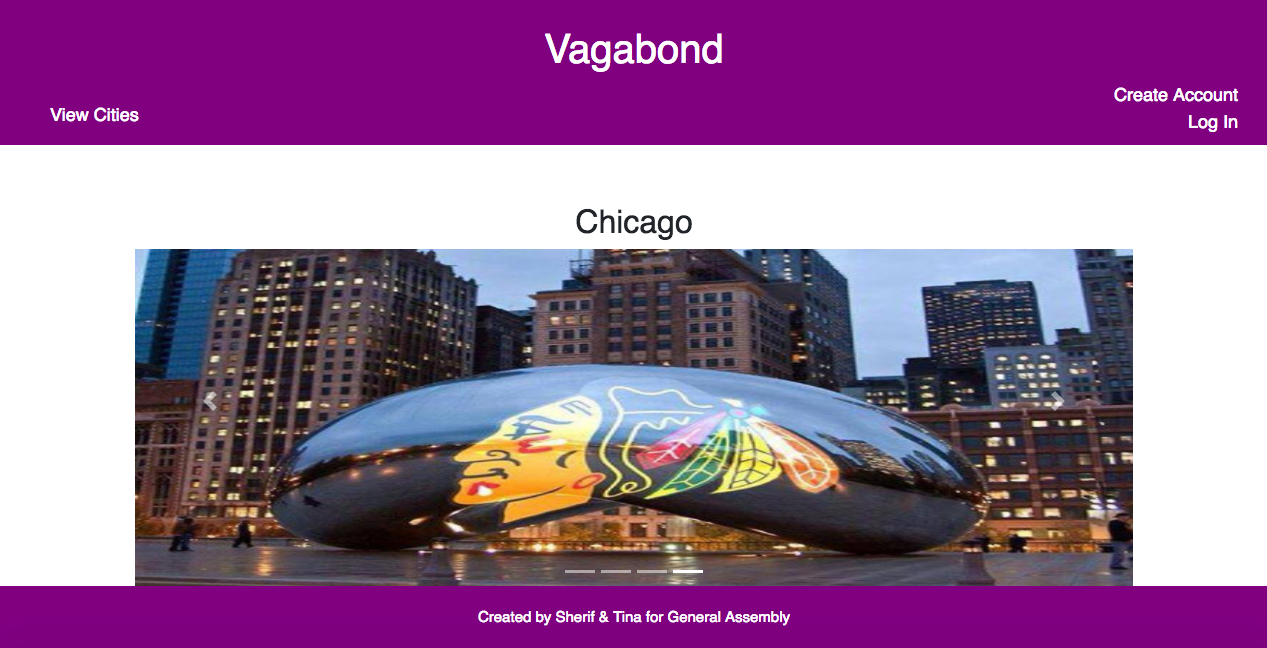 Vagabond
View Cities
Create Account
Log In
Chicago
Created by Sherif & Tina for General Assembly